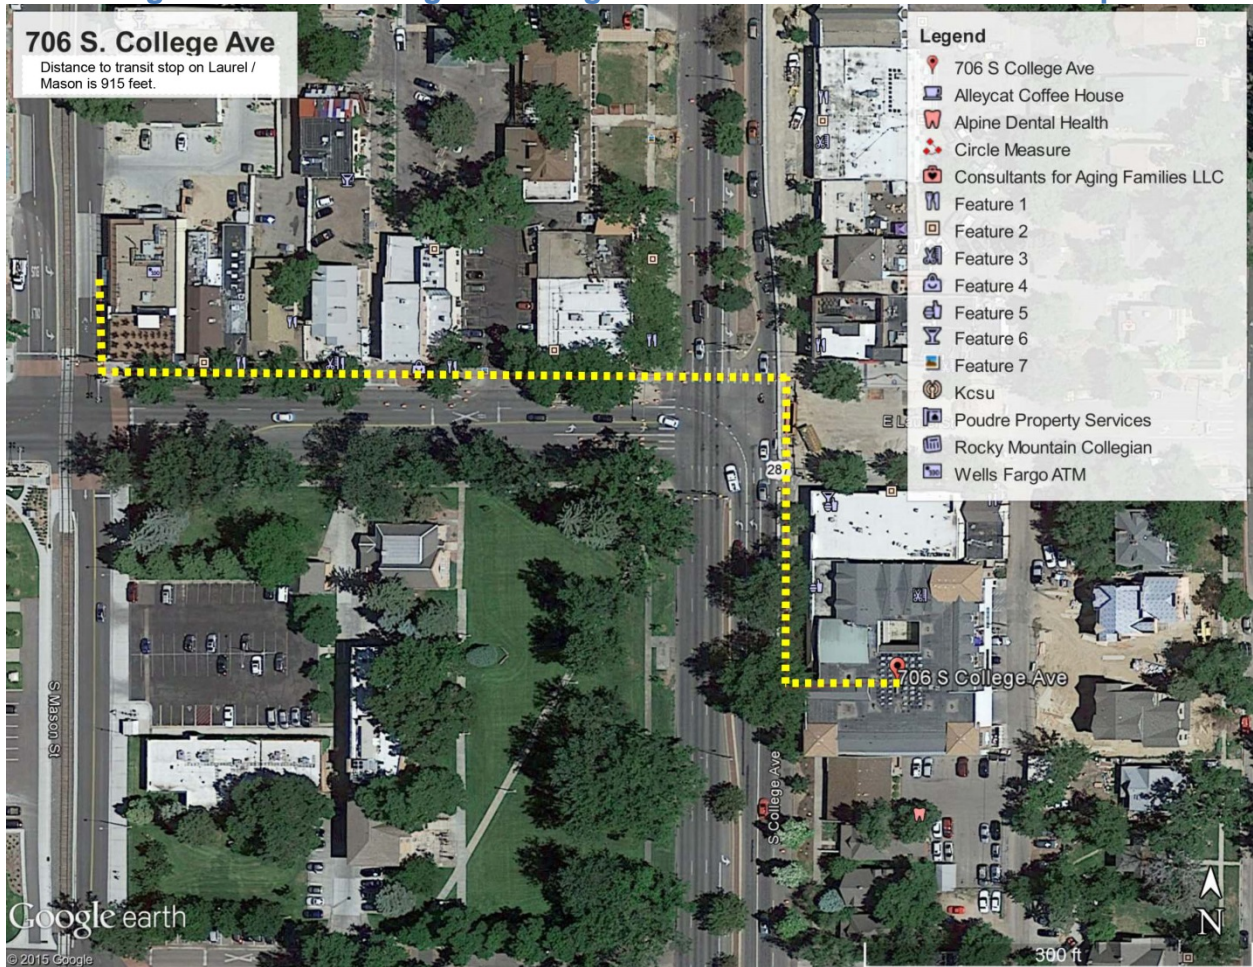 706 S. College Ave
Distance to transit stop on Laurel /
Mason is 915 feet.
Legend
706 S College Ave
Alleycat Coffee House
Alpine Dental Health
Circle Measure
Consultants for Aging Families LLC
Feature 1
Feature 2
Feature 3
Feature 4
Feature 5
Feature 6
Feature 7
Kcsu
Poudre Property Services
Rocky Mountain Collegian
Wells Fargo ATM
28
706 S College Ave
S Mason St
S College Ave
N
300 ft
Google earth
© 2015 Google